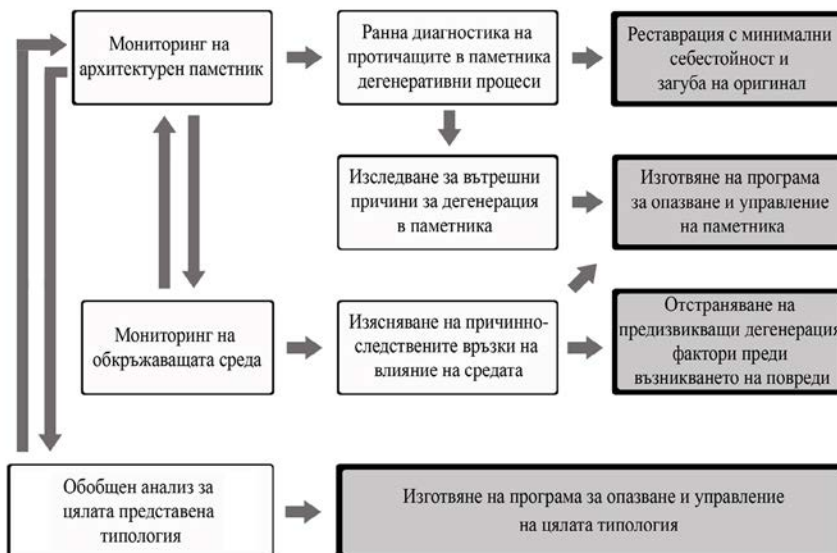 Мониторинг на
архитектурен паметник
Ранна диагностика на
протичащите в паметника
дегенеративни процеси
Реставрация с минимални
себестойност и
загуба на оригинал
Изследване за вътрешни
причини за дегенерация
в паметника
Изготвяне на програма
за опазване и управление
на паметника
Мониторинг на
обкръжаващата среда
Изясняване на причинно-
следствените връзки на
влияние на средата
Отстраняване на
предизвикващи дегенерация
фактори преди
възникването на повреди
Обобщен анализ за
цялата представена
типология
Изготвяне на програма за опазване и управление
на цялата типология